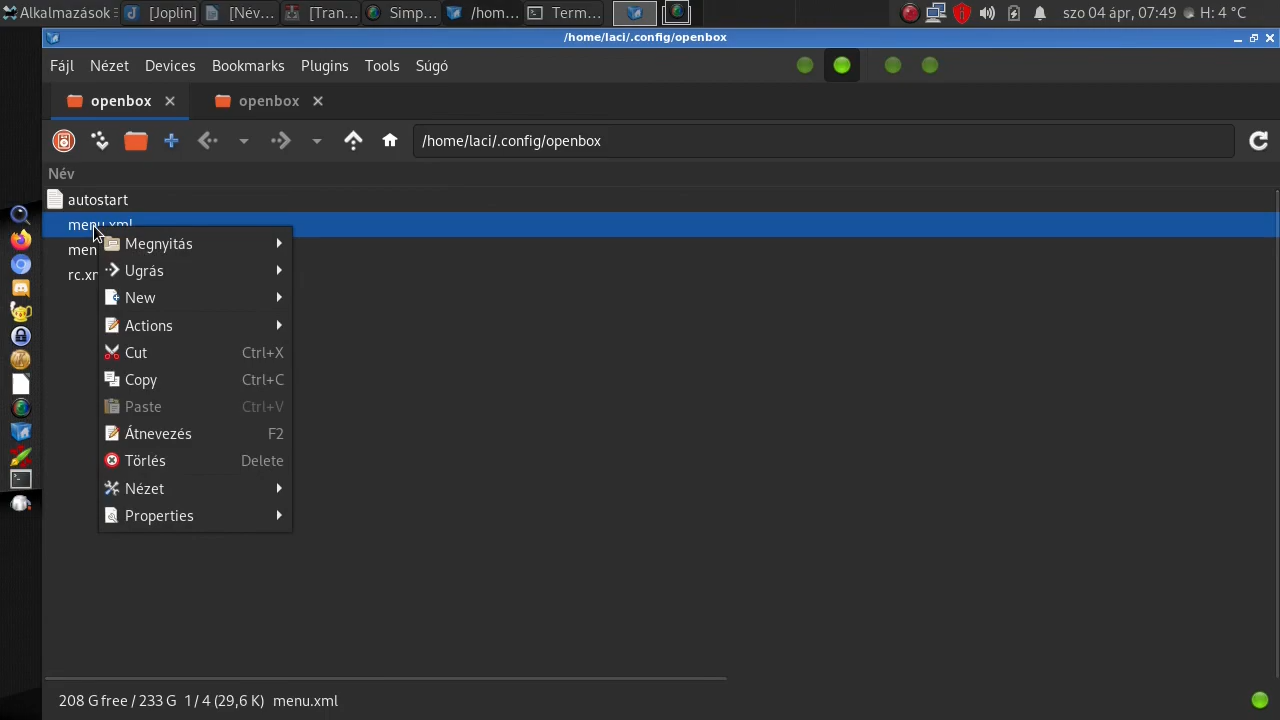 Alkalmazások [Joplin] [Név... [Tran... Simp... /hom... Term... szo 04 ápr, 07:49 H: 4 °C
/home/laci/.config/openbox
Fájl Nézet Devices Bookmarks Plugins Tools Súgó
openbox openbox
/home/laci/.config/openbox
Név
autostart
menu.xml
men
rc.xm
Megnyitás
Ugrás
New
Actions
Cut Ctrl+X
Copy Ctrl+C
Paste Ctrl+V
Átnevezés F2
Törlés Delete
Nézet
Properties
208 G free / 233 G 1 / 4 (29,6 K) menu.xml